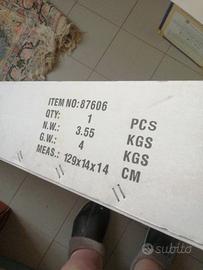 ITEM NO: 87606
QTY: 1 PCS
N.W.: 3.55 KGS
G.W.: 4 KGS
MEAS.: 129x14x14 CM
subito